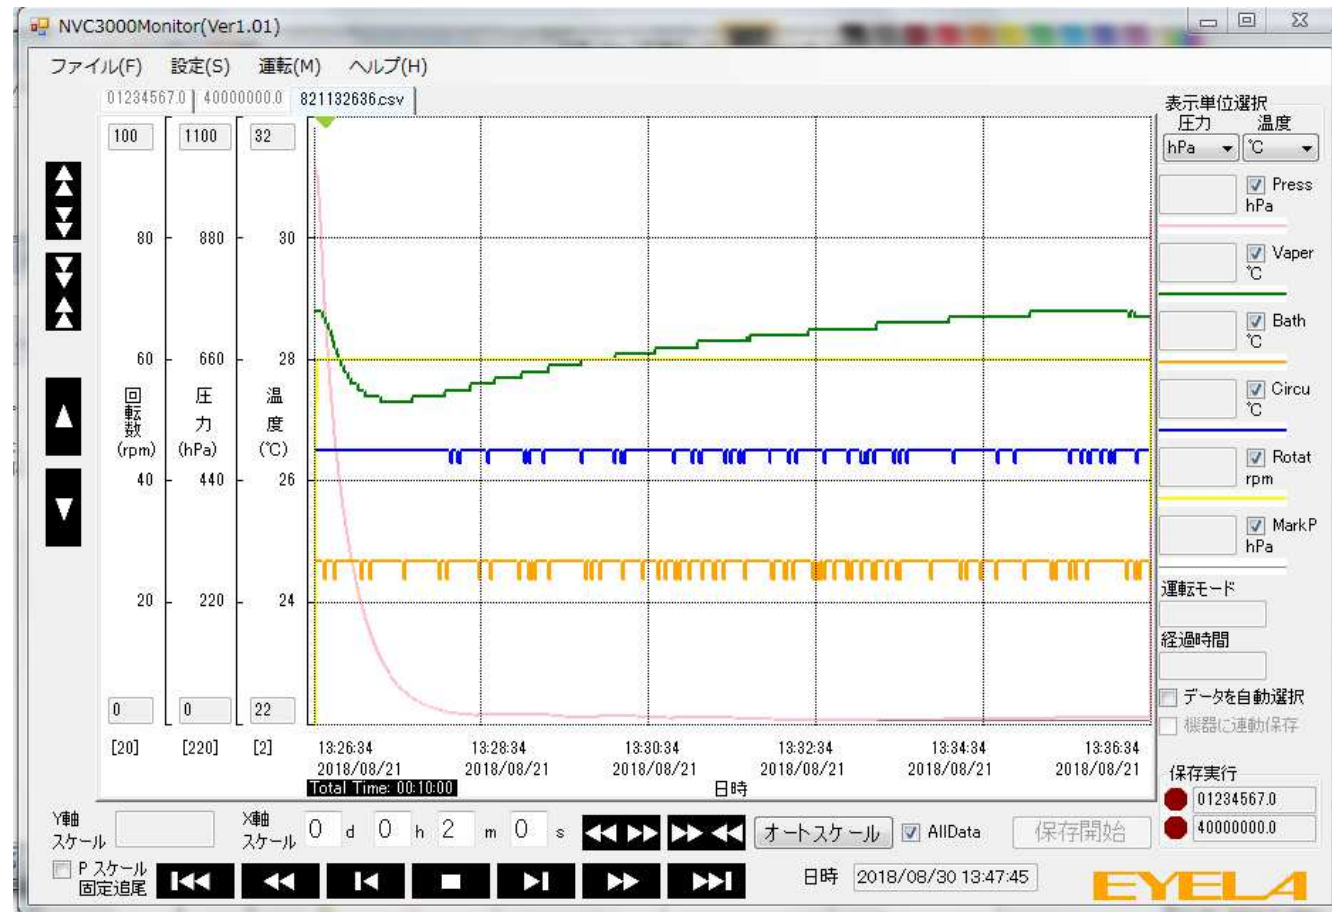 NVC3000Monitor(Ver1.01)
ファイル(F) 設定(S) 運転(M) ヘルプ(H)
01234567.0 40000000.0 821132636.csv
100 1100 32
80 880 30
60 660 28
回転数 (rpm) 圧力 (hPa) 温度 (℃)
40 440 26
20 220 24
0 0 22
[20] [220] [2]
13:26:34 13:28:34 13:30:34 13:32:34 13:34:34 13:36:34
2018/08/21 2018/08/21 2018/08/21 2018/08/21 2018/08/21 2018/08/21
Total Time: 00:10:00 日時
表示単位選択
圧力 温度
hPa ℃
Press
hPa
Vaper
℃
Bath
℃
Circu
℃
Rotat
rpm
MarkP
hPa
運転モード
経過時間
データを自動選択
機器に連動保存
保存実行
01234567.0
40000000.0
Y軸
スケール
X軸
スケール
0 d 0 h 2 m 0 s
オートスケール AllData 保存開始
P スケール
固定追尾
日時 2018/08/30 13:47:45
EYELA